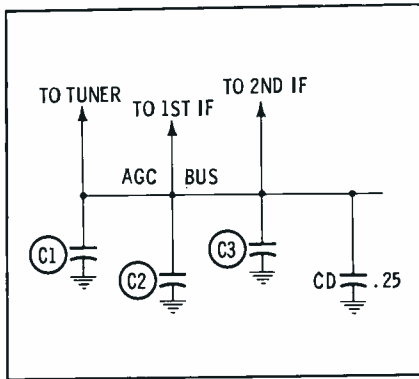 TO TUNER
TO 1ST IF
TO 2ND IF
AGC BUS
C1
C2
C3
CD .25